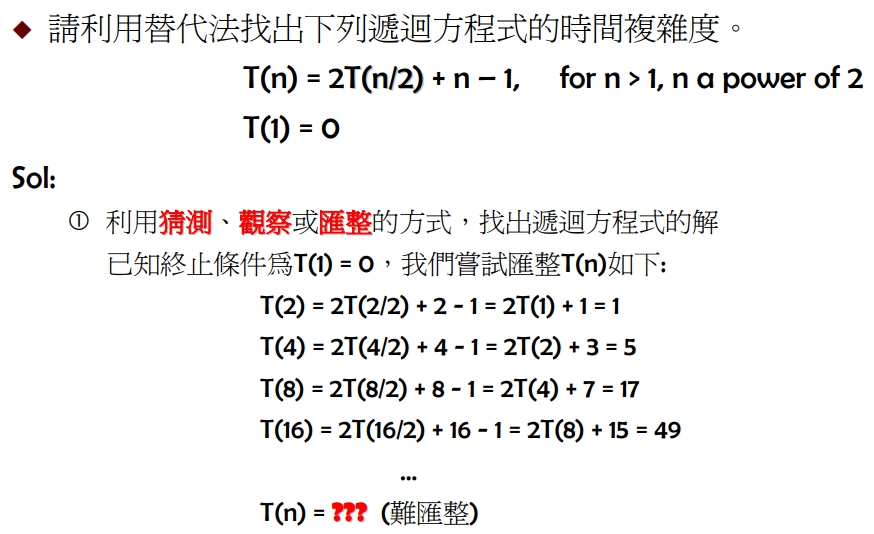 ◆ 請利用替代法找出下列遞迴方程式的時間複雜度。
T(n) = 2T(n/2) + n – 1, for n > 1, n a power of 2
T(1) = 0
Sol:
① 利用猜測、觀察或匯整的方式，找出遞迴方程式的解
已知終止條件為T(1) = 0，我們嘗試匯整T(n)如下:
T(2) = 2T(2/2) + 2 - 1 = 2T(1) + 1 = 1
T(4) = 2T(4/2) + 4 - 1 = 2T(2) + 3 = 5
T(8) = 2T(8/2) + 8 - 1 = 2T(4) + 7 = 17
T(16) = 2T(16/2) + 16 - 1 = 2T(8) + 15 = 49
...
T(n) = ??? (難匯整)